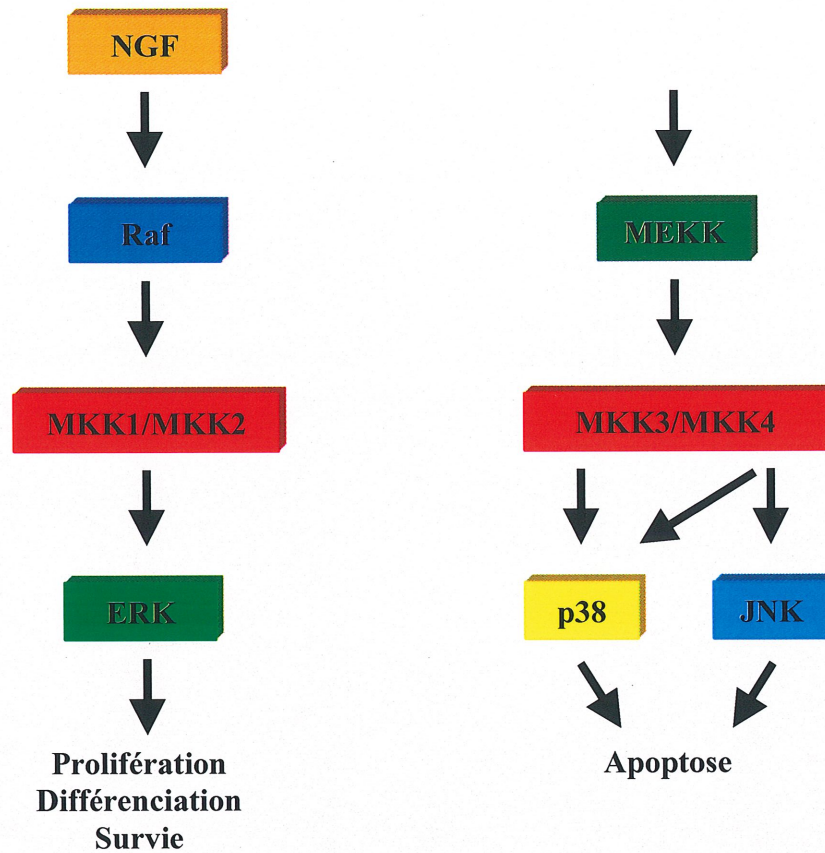 NGF
Raf
MKK1/MKK2
ERK
Prolifération
Différenciation
Survie
MEKK
MKK3/MKK4
p38
JNK
Apoptose